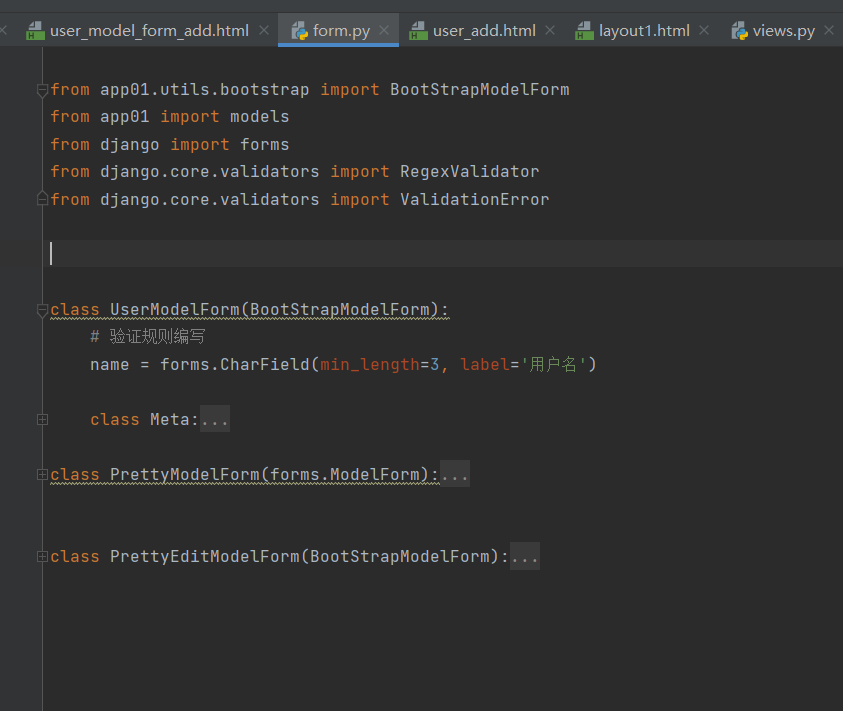 user_model_form_add.html form.py user_add.html layout1.html views.py
from app01.utils.bootstrap import BootStrapModelForm
from app01 import models
from django import forms
from django.core.validators import RegexValidator
from django.core.validators import ValidationError
class UserModelForm(BootStrapModelForm):
# 验证规则编写
name = forms.CharField(min_length=3, label='用户名')
class Meta:...
class PrettyModelForm(forms.ModelForm):...
class PrettyEditModelForm(BootStrapModelForm):...